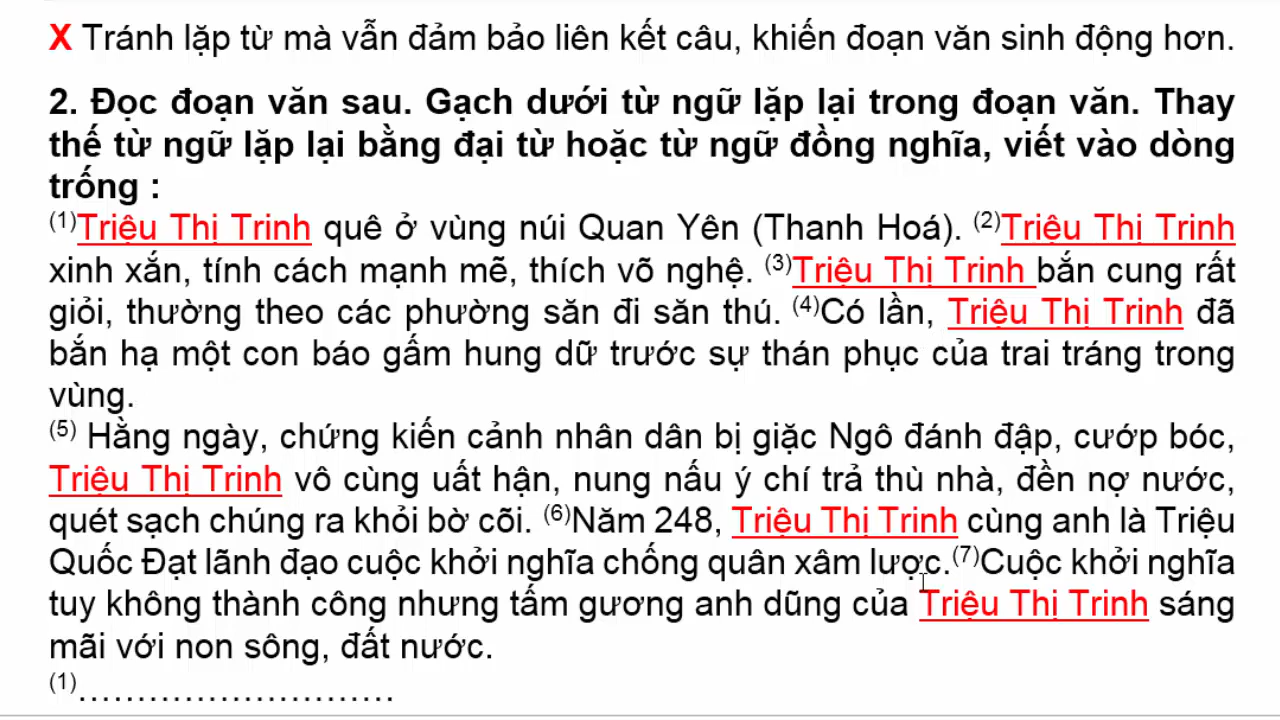 X Tránh lặp từ mà vẫn đảm bảo liên kết câu, khiến đoạn văn sinh động hơn.
2. Đọc đoạn văn sau. Gạch dưới từ ngữ lặp lại trong đoạn văn. Thay
thế từ ngữ lặp lại bằng đại từ hoặc từ ngữ đồng nghĩa, viết vào dòng
trống :
(1)Triệu Thị Trinh quê ở vùng núi Quan Yên (Thanh Hoá). (2)Triệu Thị Trinh
xinh xắn, tính cách mạnh mẽ, thích võ nghệ. (3)Triệu Thị Trinh bắn cung rất
giỏi, thường theo các phường săn đi săn thú. (4)Có lần, Triệu Thị Trinh đã
bắn hạ một con báo gấm hung dữ trước sự thán phục của trai tráng trong
vùng.
(5) Hằng ngày, chứng kiến cảnh nhân dân bị giặc Ngô đánh đập, cướp bóc,
Triệu Thị Trinh vô cùng uất hận, nung nấu ý chí trả thù nhà, đền nợ nước,
quét sạch chúng ra khỏi bờ cõi. (6)Năm 248, Triệu Thị Trinh cùng anh là Triệu
Quốc Đạt lãnh đạo cuộc khởi nghĩa chống quân xâm lược.(7)Cuộc khởi nghĩa
tuy không thành công nhưng tấm gương anh dũng của Triệu Thị Trinh sáng
mãi với non sông, đất nước.
(1)...........................